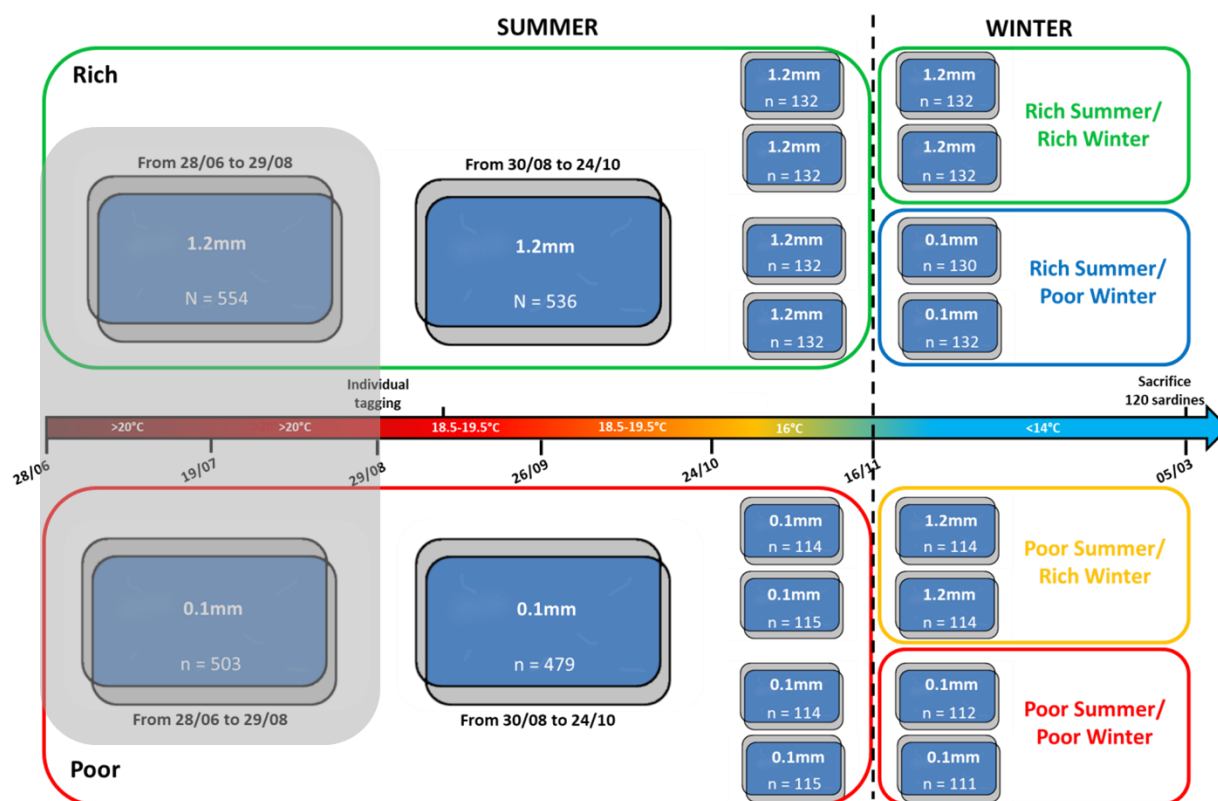 SUMMER
WINTER
Rich
From 28/06 to 29/08
1.2mm
N = 554
From 30/08 to 24/10
1.2mm
N = 536
1.2mm
n = 132
1.2mm
n = 132
1.2mm
n = 132
1.2mm
n = 132
1.2mm
n = 132
1.2mm
n = 132
Rich Summer/
Rich Winter
0.1mm
n = 130
0.1mm
n = 132
Rich Summer/
Poor Winter
Individual
tagging
Sacrifice
120 sardines
>20°C
>20°C
18.5-19.5°C
18.5-19.5°C
16°C
<14°C
28/06
19/07
29/08
26/09
24/10
16/11
05/03
0.1mm
n = 503
From 28/06 to 29/08
0.1mm
n = 479
From 30/08 to 24/10
0.1mm
n = 114
0.1mm
n = 115
0.1mm
n = 114
0.1mm
n = 115
1.2mm
n = 114
1.2mm
n = 114
Poor Summer/
Rich Winter
0.1mm
n = 112
0.1mm
n = 111
Poor Summer/
Poor Winter
Poor